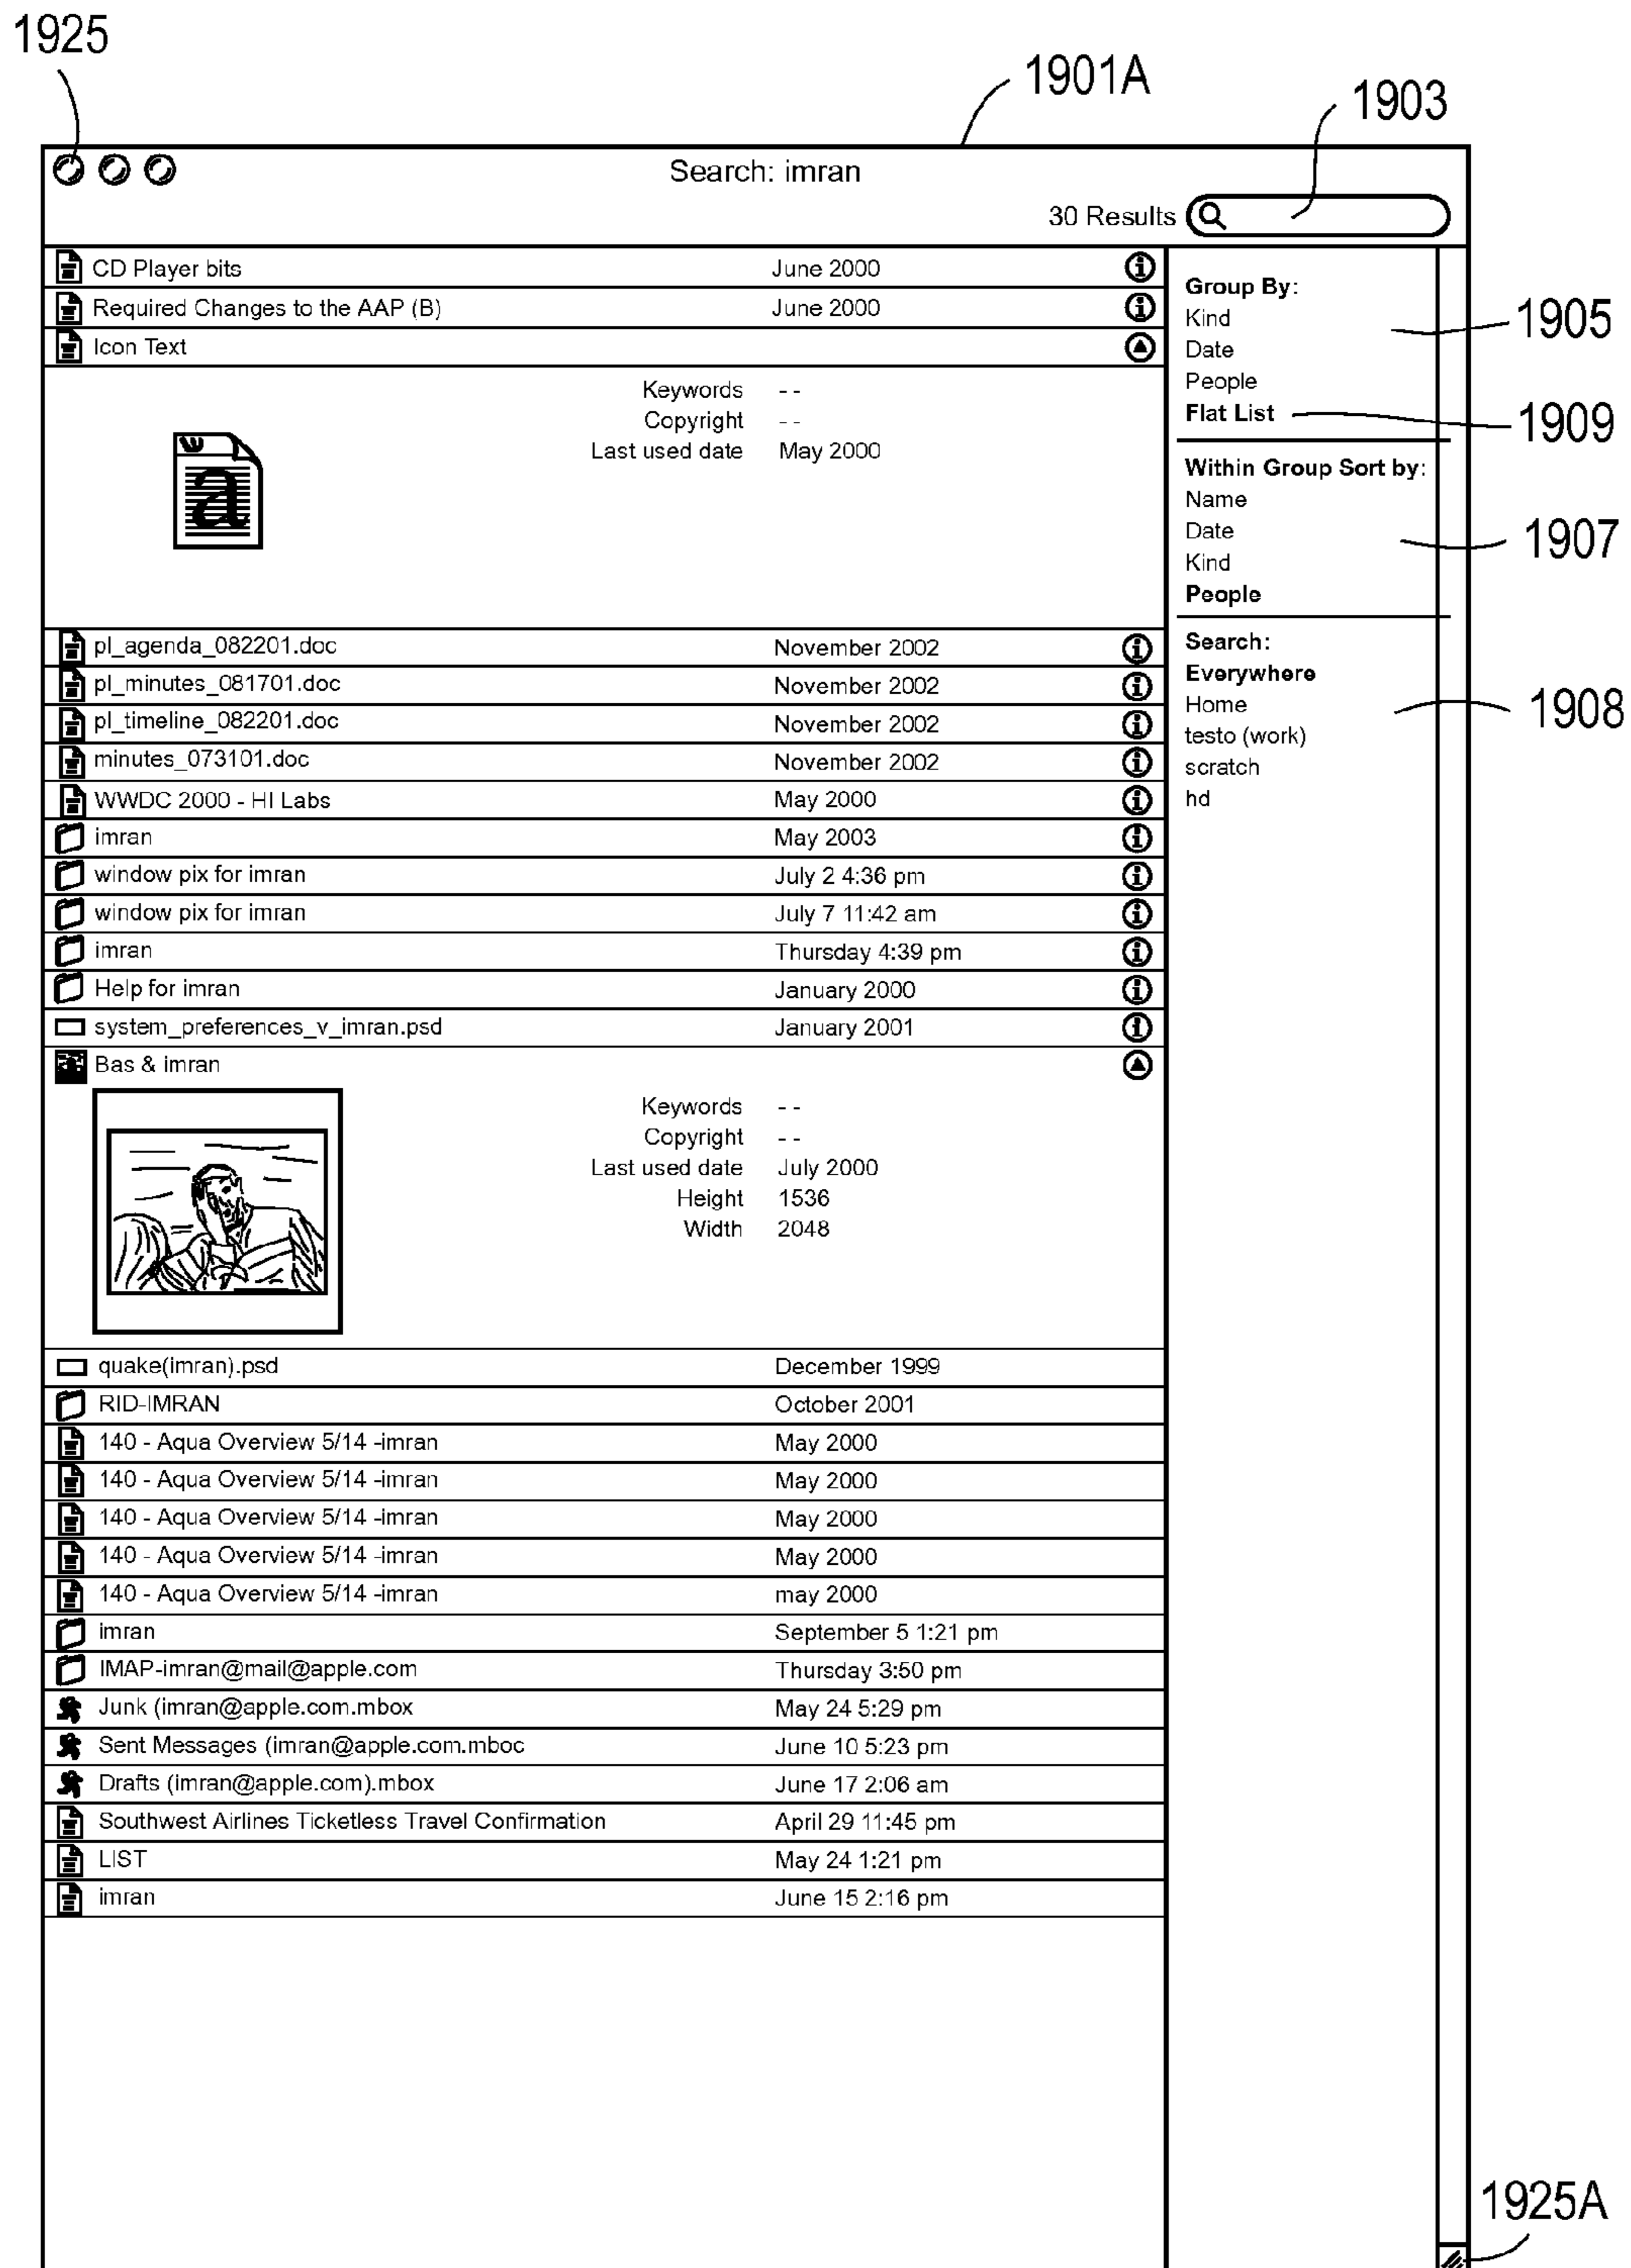 1925
1901A
1903
Search: imran
30 Results
CD Player bits June 2000
Required Changes to the AAP (B) June 2000
Icon Text
Keywords - -
Copyright - -
Last used date May 2000
a
pl_agenda_082201.doc November 2002
pl_minutes_081701.doc November 2002
pl_timeline_082201.doc November 2002
minutes_073101.doc November 2002
WWDC 2000 - HI Labs May 2000
imran May 2003
window pix for imran July 2 4:36 pm
window pix for imran July 7 11:42 am
imran Thursday 4:39 pm
Help for imran January 2000
system_preferences_v_imran.psd January 2001
Bas & imran
Keywords - -
Copyright - -
Last used date July 2000
Height 1536
Width 2048
quake(imran).psd December 1999
RID-IMRAN October 2001
140 - Aqua Overview 5/14 -imran May 2000
140 - Aqua Overview 5/14 -imran May 2000
140 - Aqua Overview 5/14 -imran May 2000
140 - Aqua Overview 5/14 -imran May 2000
140 - Aqua Overview 5/14 -imran may 2000
imran September 5 1:21 pm
IMAP-imran@mail@apple.com Thursday 3:50 pm
Junk (imran@apple.com.mbox May 24 5:29 pm
Sent Messages (imran@apple.com.mboc June 10 5:23 pm
Drafts (imran@apple.com).mbox June 17 2:06 am
Southwest Airlines Ticketless Travel Confirmation April 29 11:45 pm
LIST May 24 1:21 pm
imran June 15 2:16 pm
Group By:
Kind
Date
People
Flat List
Within Group Sort by:
Name
Date
Kind
People
Search:
Everywhere
Home
testo (work)
scratch
hd
1905
1909
1907
1908
1925A